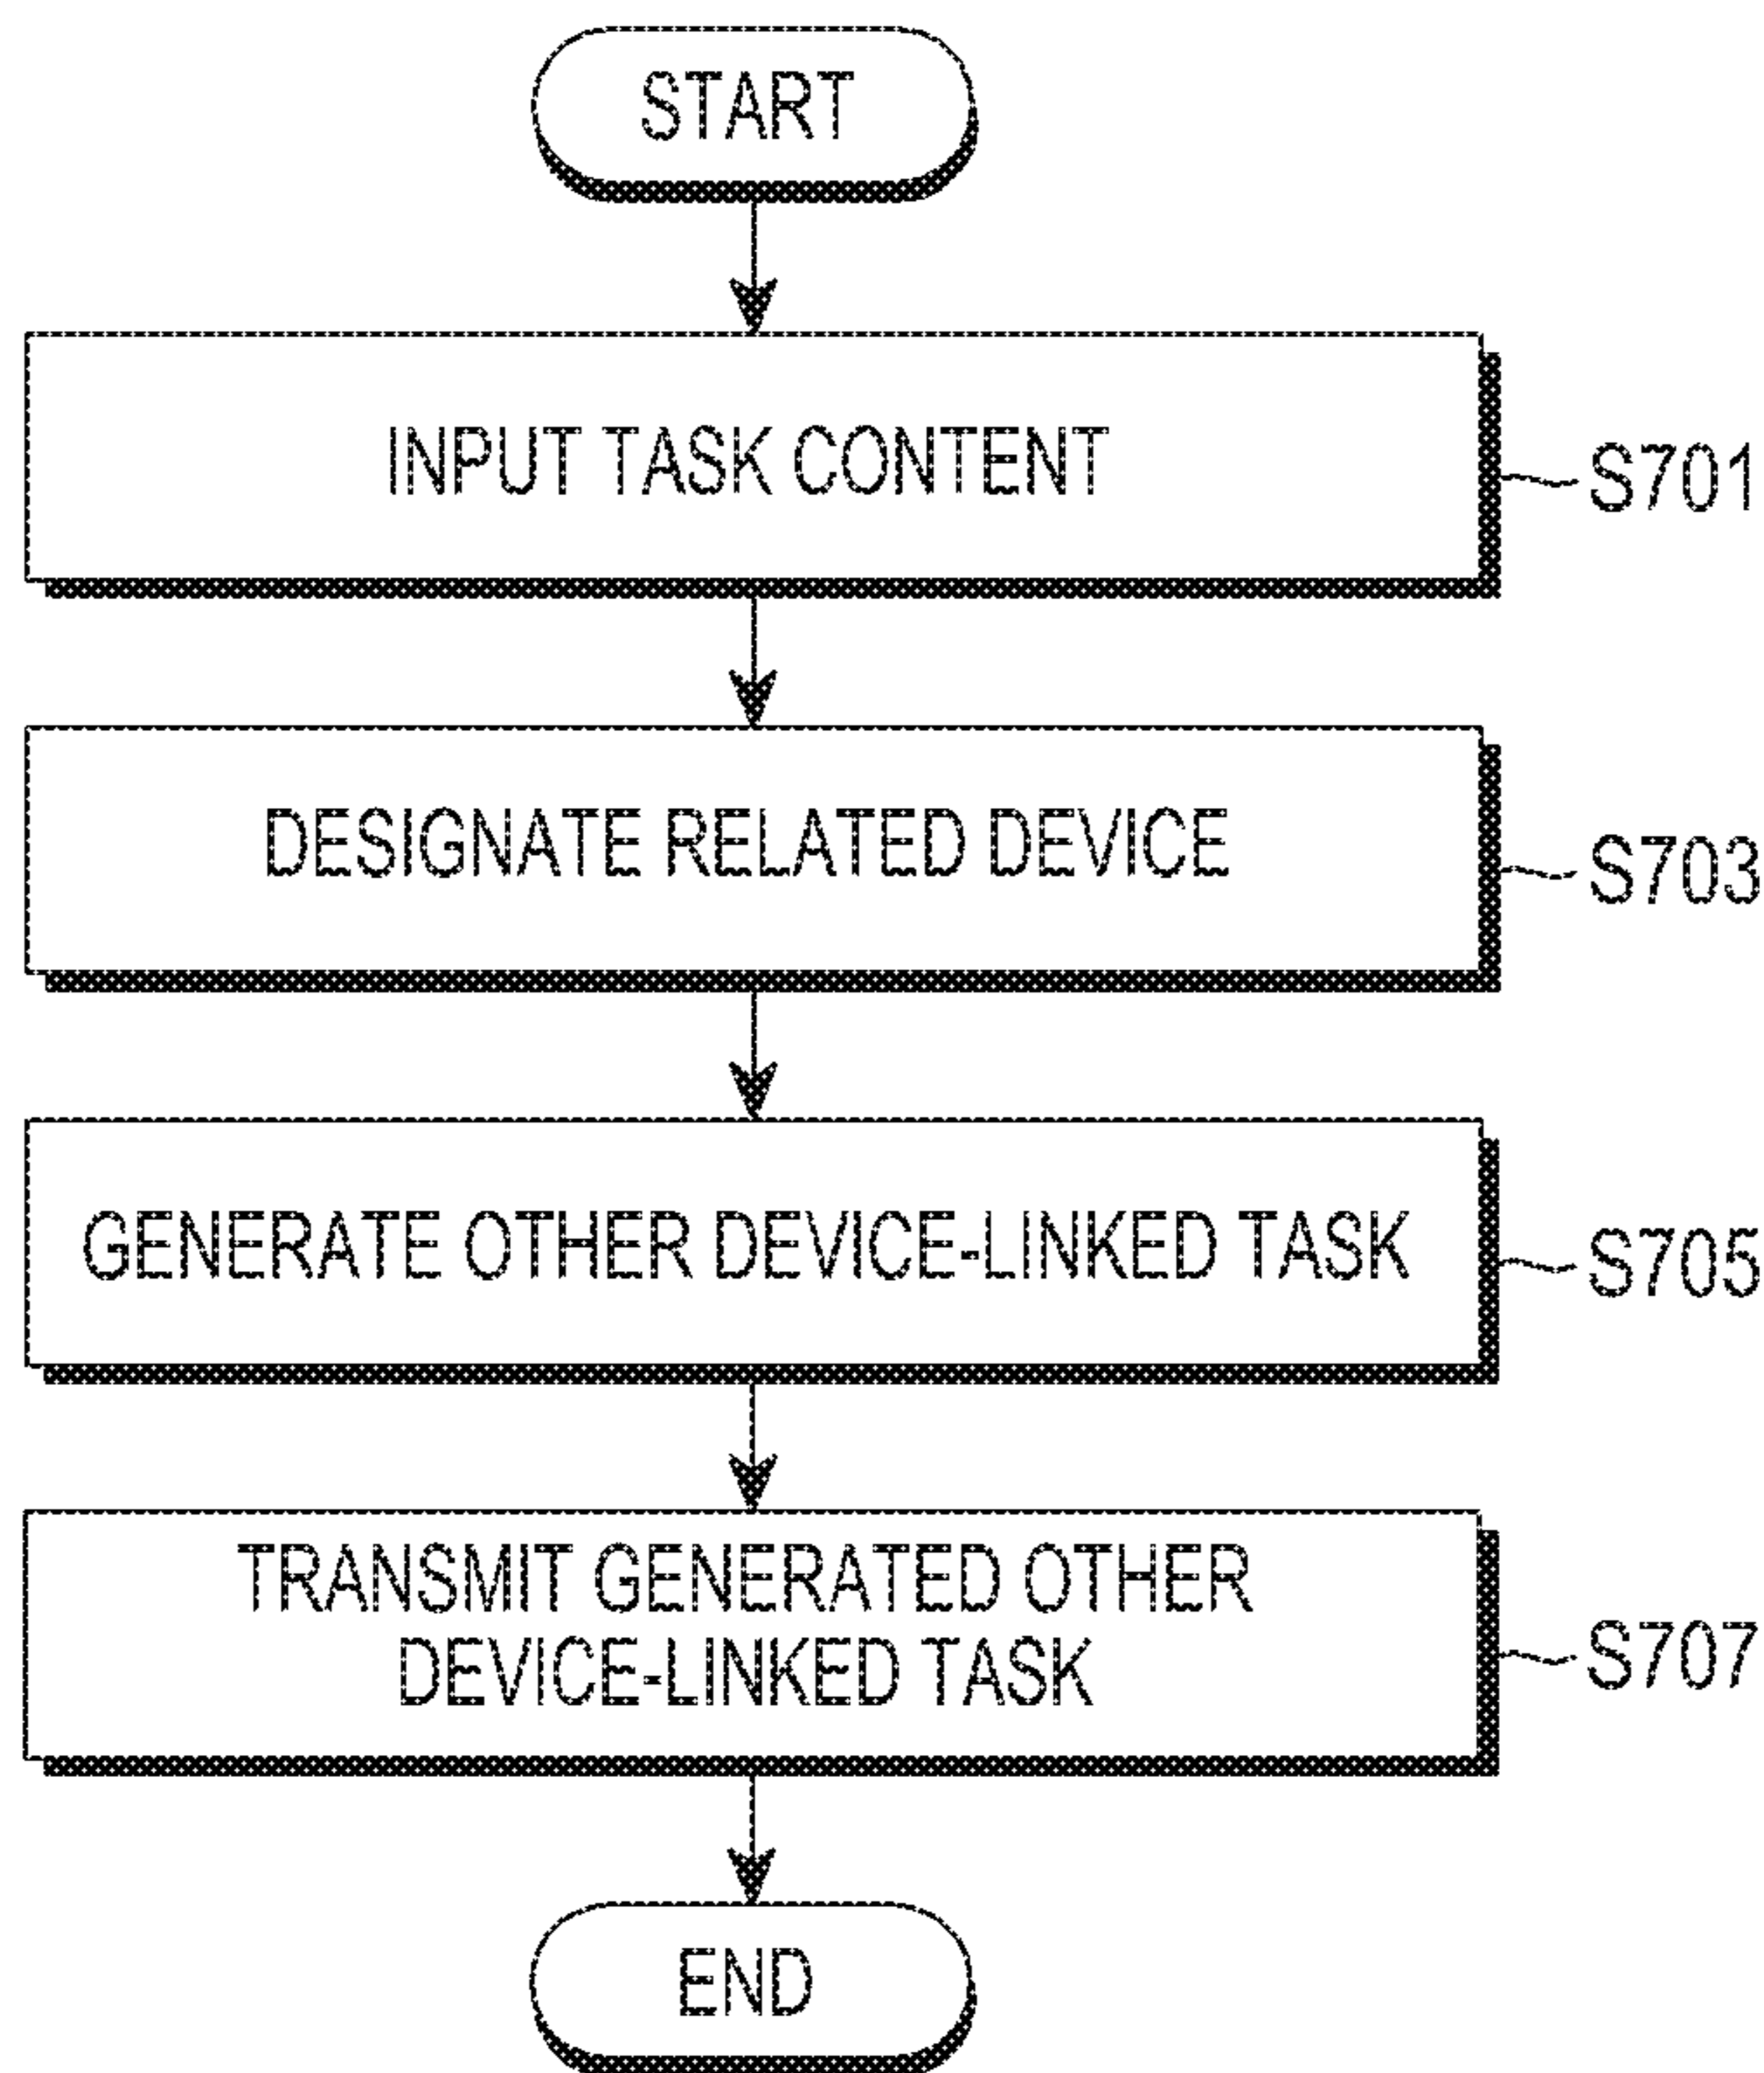 START
INPUT TASK CONTENT
S701
DESIGNATE RELATED DEVICE
S703
GENERATE OTHER DEVICE-LINKED TASK
S705
TRANSMIT GENERATED OTHER
DEVICE-LINKED TASK
S707
END